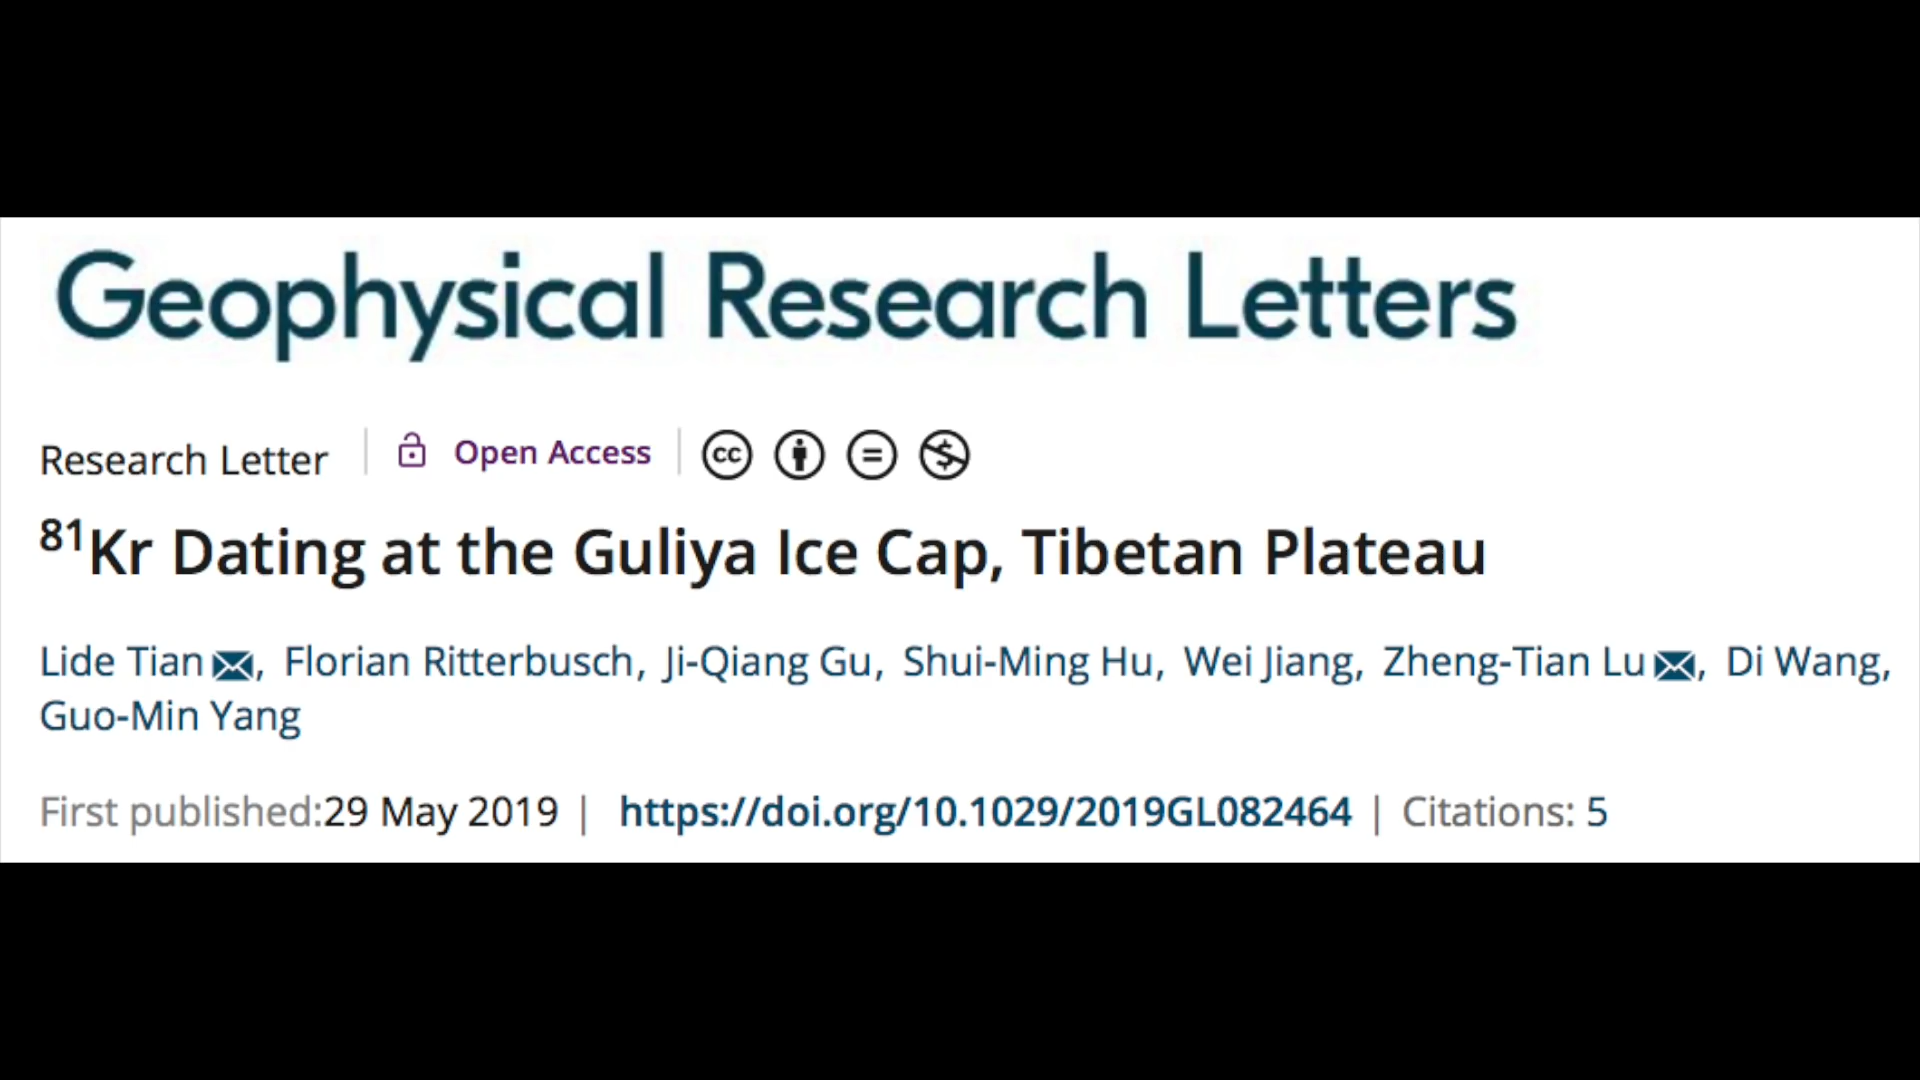 Geophysical Research Letters
Research Letter | Open Access | cc
⁸¹Kr Dating at the Guliya Ice Cap, Tibetan Plateau
Lide Tian, Florian Ritterbusch, Ji-Qiang Gu, Shui-Ming Hu, Wei Jiang, Zheng-Tian Lu, Di Wang,
Guo-Min Yang
First published:29 May 2019 | https://doi.org/10.1029/2019GL082464 | Citations: 5